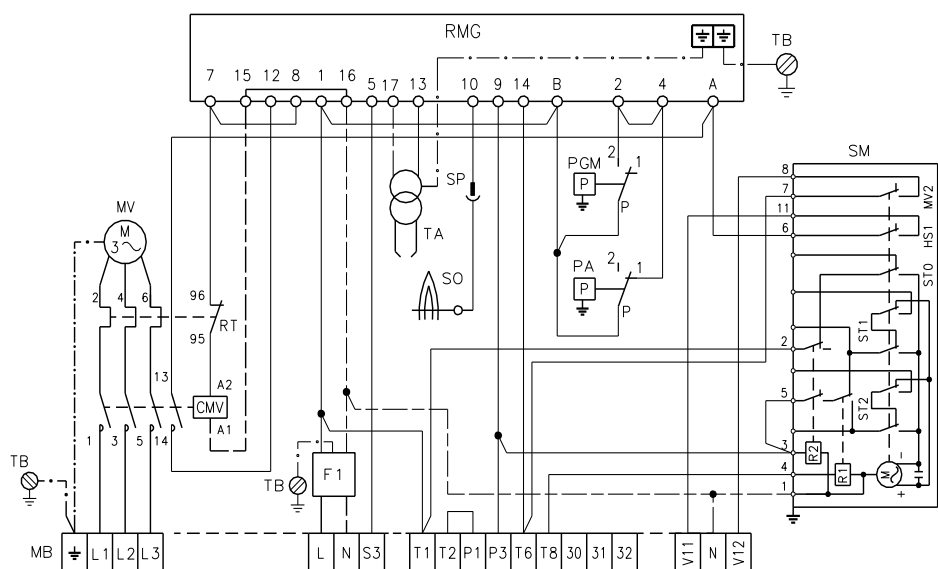 RMG
TB
7 15 12 8 1 16 5 17 13 10 9 14 B 2 4 A
SM
2 1
PGM
P
P
SP
TA
SO
8
7
11
6
MV2
HS1
ST0
MV
M
3
2 4 6
96
RT
95
PA
2 1
P
P
ST1
2
13
A2
CMV
A1
1 3 5 14
5
ST2
3
R2
4
R1
M
-
+
1
TB
TB
F1
MB
L1 L2 L3
L N S3
T1 T2 P1 P3 T6 T8 30 31 32
V11 N V12